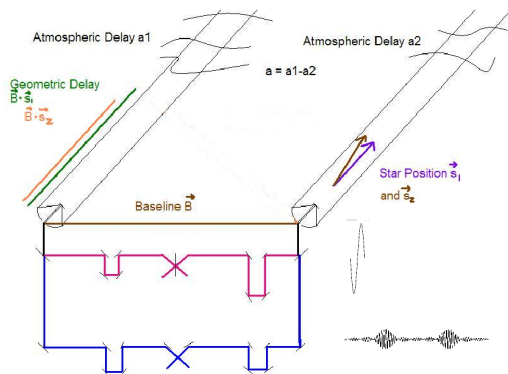 Atmospheric Delay a1
Atmospheric Delay a2
a = a1-a2
Geometric Delay
B·s₁
B·s₂
Star Position s₁
and s₂
Baseline B